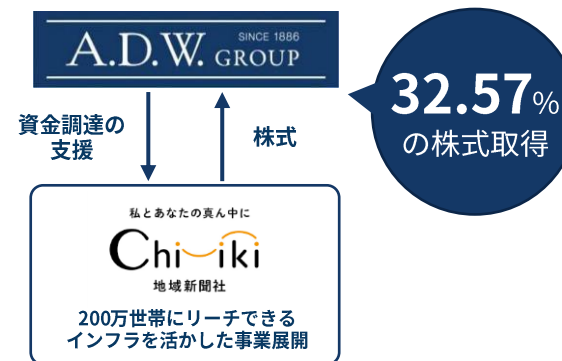 A.D.W. GROUP
SINCE 1886
32.57%
の株式取得
資金調達の
支援
株式
私とあなたの真ん中に
Chiiki
地域新聞社
200万世帯にリーチできる
インフラを活かした事業展開